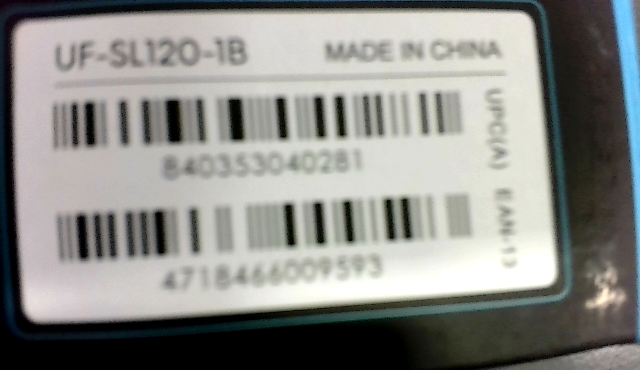 UF-SL120-1B MADE IN CHINA
840353040281
UPC(A)
4718466009593
EAN-13